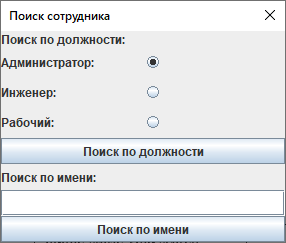 Поиск сотрудника
Поиск по должности:
Администратор:
Инженер:
Рабочий:
Поиск по должности
Поиск по имени:
Поиск по имени